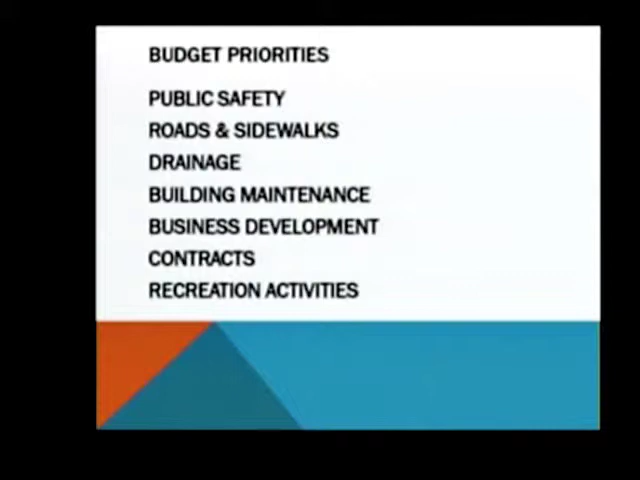 BUDGET PRIORITIES
PUBLIC SAFETY
ROADS & SIDEWALKS
DRAINAGE
BUILDING MAINTENANCE
BUSINESS DEVELOPMENT
CONTRACTS
RECREATION ACTIVITIES